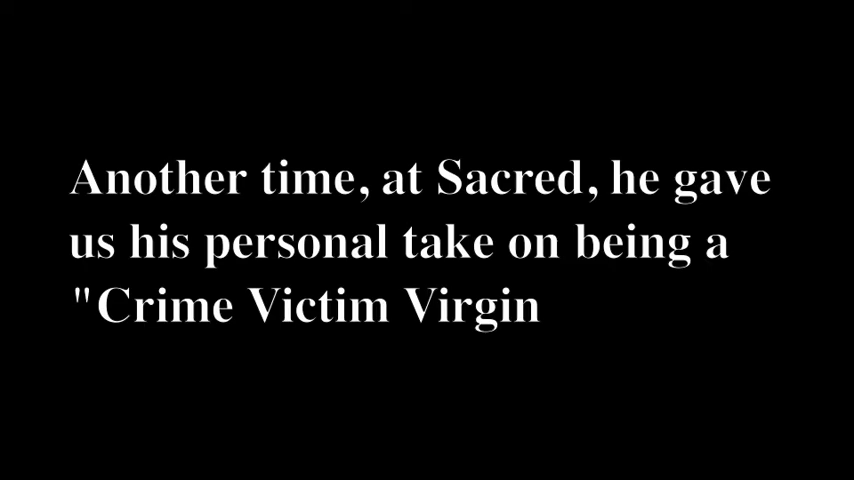 Another time, at Sacred, he gave
us his personal take on being a
"Crime Victim Virgin